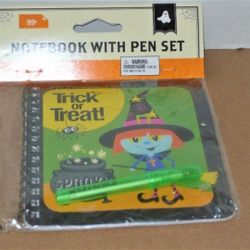 99¢
NOTEBOOK WITH PEN SET
WARNING:
Trick
or
Treat!
SPOOKY